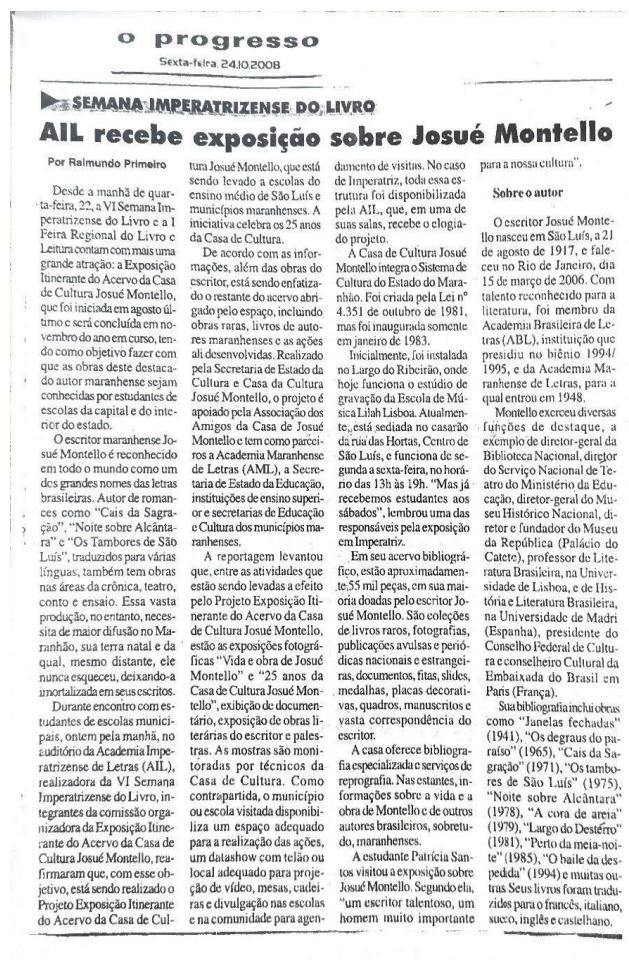 o progresso
Sexta-feira, 24.10.2008
SEMANA IMPERATRIZENSE DO LIVRO
AIL recebe exposição sobre Josué Montello
Por Raimundo Primeiro
Desde a manhã de quar-
ta-feira, 22, a VI Semana Im-
peratrizense do Livro e a I
Feira Regional do Livro e
Leitura contam com mais uma
grande atração: a Exposição
Itinerante do Acervo da Casa
de Cultura Josué Montello,
que foi iniciada em agosto úl-
timo e será concluída em no-
vembro do ano em curso, ten-
do como objetivo fazer com
que as obras deste destaca-
do autor maranhense sejam
conhecidas por estudantes de
escolas da capital e do inte-
rior do estado.
O escritor maranhense Jo-
sué Montello é reconhecido
em todo o mundo como um
dos grandes nomes das letras
brasileiras. Autor de roman-
ces como "Cais da Sagra-
ção", "Noite sobre Alcânta-
ra" e "Os Tambores de São
Luís", traduzidos para várias
línguas, também tem obras
nas áreas da crônica, teatro,
conto e ensaio. Essa vasta
produção, no entanto, neces-
sita de maior difusão no Ma-
ranhão, sua terra natal e da
qual, mesmo distante, ele
nunca esqueceu, deixando-a
imortalizada em seus escritos.
Durante encontro com es-
tudantes de escolas munici-
pais, ontem pela manhã, no
auditório da Academia Impe-
ratrizense de Letras (AIL),
realizadora da VI Semana
Imperatrizense do Livro, in-
tegrantes da comissão orga-
nizadora da Exposição Itine-
rante do Acervo da Casa de
Cultura Josué Montello, rea-
firmaram que, com esse ob-
jetivo, está sendo realizado o
Projeto Exposição Itinerante
do Acervo da Casa de Cul-
tura Josué Montello, que está
sendo levado a escolas do
ensino médio de São Luís e
municípios maranhenses. A
iniciativa celebra os 25 anos
da Casa de Cultura.
De acordo com as infor-
mações, além das obras do
escritor, está sendo enfatiza-
do o restante do acervo abri-
gado pelo espaço, incluindo
obras raras, livros de auto-
res maranhenses e as ações
ali desenvolvidas. Realizado
pela Secretaria de Estado da
Cultura e Casa da Cultura
Josué Montello, o projeto é
apoiado pela Associação dos
Amigos da Casa de Josué
Montello e tem como parcei-
ros a Academia Maranhense
de Letras (AML), a Secre-
taria de Estado da Educação,
instituições de ensino superi-
or e secretarias de Educação
e Cultura dos municípios ma-
ranhenses.
A reportagem levantou
que, entre as atividades que
estão sendo levadas a efeito
pelo Projeto Exposição Iti-
nerante do Acervo da Casa
da Cultura Josué Montello,
estão as exposições fotográ-
ficas "Vida e obra de Josué
Montello" e "25 anos da
Casa de Cultura Josué Mon-
tello", exibição de documen-
tário, exposição de obras li-
terárias do escritor e pales-
tras. As mostras são moni-
toradas por técnicos da
Casa de Cultura. Como
contrapartida, o município
ou escola visitada disponibi-
liza um espaço adequado
para a realização das ações,
um datashow com telão ou
local adequado para proje-
ção de vídeo, mesas, cadei-
ras e divulgação nas escolas
e na comunidade para agen-
damento de visitas. No caso
de Imperatriz, toda essa es-
trutura foi disponibilizada
pela AIL, que, em uma de
suas salas, recebe o elogia-
do projeto.
A Casa de Cultura Josué
Montello integra o Sistema de
Cultura do Estado do Mara-
nhão. Foi criada pela Lei nº
4.351 de outubro de 1981,
mas foi inaugurada somente
em janeiro de 1983.
Inicialmente, foi instalada
no Largo do Ribeirão, onde
hoje funciona o estúdio de
gravação da Escola de Mú-
sica Lilah Lisboa. Atualmen-
te, está sediada no casarão
da rua das Hortas, Centro de
São Luís, e funciona de se-
gunda a sexta-feira, no horá-
rio das 13h às 19h. "Mas já
recebemos estudantes aos
sábados", lembrou uma das
responsáveis pela exposição
em Imperatriz.
Em seu acervo bibliográ-
fico, estão aproximadamen-
te 55 mil peças, em sua mai-
oria doadas pelo escritor Jo-
sué Montello. São coleções
de livros raros, fotografias,
publicações avulsas e perió-
dicas nacionais e estrangei-
ras, documentos, fitas, slides,
medalhas, placas decorati-
vas, quadros, manuscritos e
vasta correspondência do
escritor.
A casa oferece bibliogra-
fia especializada e serviços de
reprografia. Nas estantes, in-
formações sobre a vida e a
obra de Montello e de outros
autores brasileiros, sobretu-
do, maranhenses.
A estudante Patrícia San-
tos visitou a exposição sobre
Josué Montello. Segundo ela,
"um escritor talentoso, um
homem muito importante
para a nossa cultura".
Sobre o autor
O escritor Josué Monte-
llo nasceu em São Luís, a 21
de agosto de 1917, e fale-
ceu no Rio de Janeiro, dia
15 de março de 2006. Com
talento reconhecido para a
literatura, foi membro da
Academia Brasileira de Le-
tras (ABL), instituição que
presidiu no biênio 1994/
1995, e da Academia Mara-
nhense de Letras, para a
qual entrou em 1948.
Montello exerceu diversas
funções de destaque, a
exemplo de diretor-geral da
Biblioteca Nacional, diretor
do Serviço Nacional de Te-
atro do Ministério da Edu-
cação, diretor-geral do Mu-
seu Histórico Nacional, di-
retor e fundador do Museu
da República (Palácio do
Catete), professor de Lite-
ratura Brasileira, na Univer-
sidade de Lisboa, e de His-
tória e Literatura Brasileira,
na Universidade de Madri
(Espanha), presidente do
Conselho Federal de Cultu-
ra e conselheiro Cultural da
Embaixada do Brasil em
Paris (França).
Sua bibliografia inclui obras
como "Janelas fechadas"
(1941), "Os degraus do pa-
raíso" (1965), "Cais da Sa-
gração" (1971), "Os tambo-
res de São Luís" (1975),
"Noite sobre Alcântara"
(1978), "A coroa de areia"
(1979), "Largo do Desterro"
(1981), "Perto da meia-noi-
te" (1985), "O baile da des-
pedida" (1994) e muitas ou-
tras Seus livros foram tradu-
zidos para o francês, italiano,
sueco, inglês e castelhano.